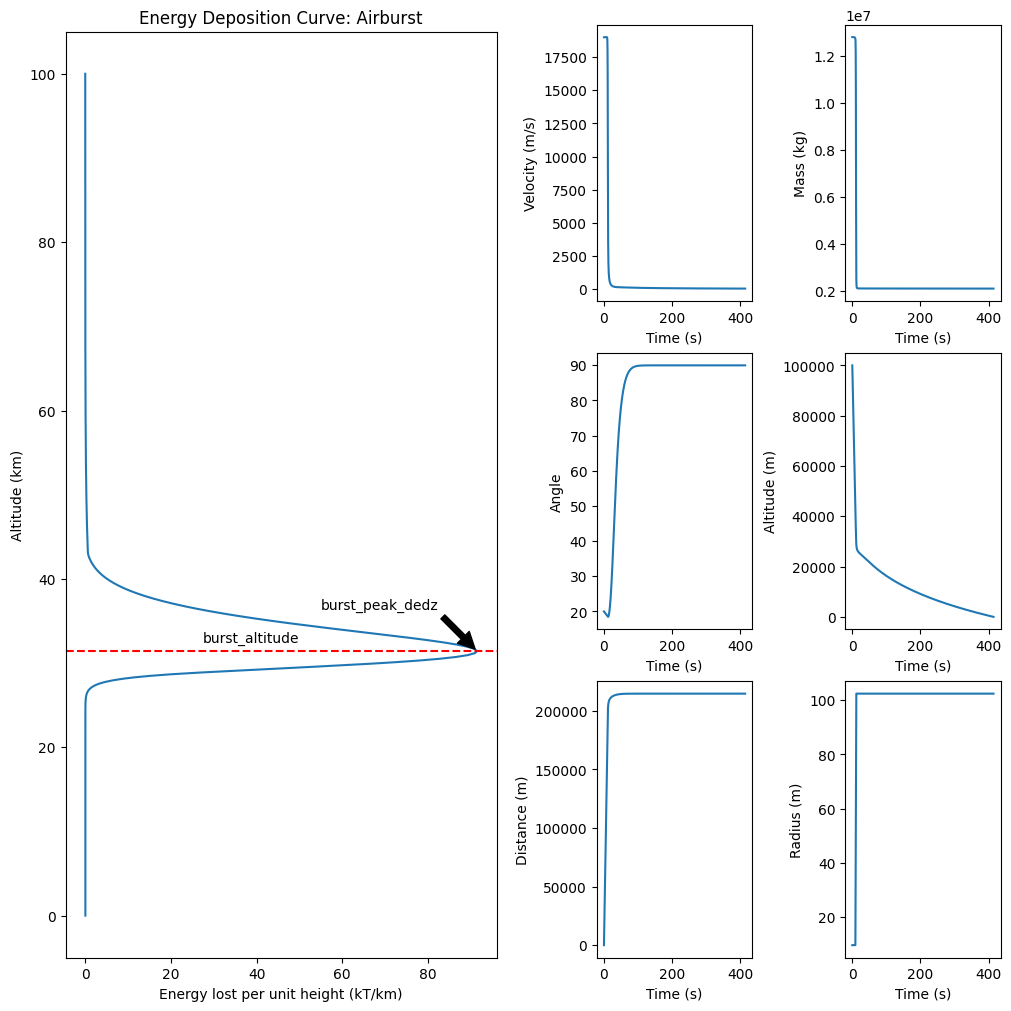 Energy Deposition Curve: Airburst
100
80
60
40
20
0
Altitude (km)
burst_peak_dedz
burst_altitude
0 20 40 60 80
Energy lost per unit height (kT/km)
17500
15000
12500
10000
7500
5000
2500
0
Velocity (m/s)
0 200 400
Time (s)
1e7
1.2
1.0
0.8
0.6
0.4
0.2
Mass (kg)
0 200 400
Time (s)
90
80
70
60
50
40
30
20
Angle
0 200 400
Time (s)
100000
80000
60000
40000
20000
0
Altitude (m)
0 200 400
Time (s)
200000
150000
100000
50000
0
Distance (m)
0 200 400
Time (s)
100
80
60
40
20
Radius (m)
0 200 400
Time (s)